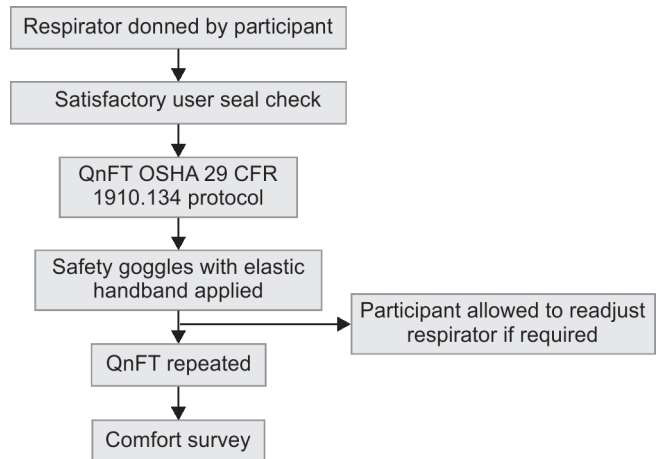 Respirator donned by participant
Satisfactory user seal check
QnFT OSHA 29 CFR
1910.134 protocol
Safety goggles with elastic
handband applied
Participant allowed to readjust
respirator if required
QnFT repeated
Comfort survey